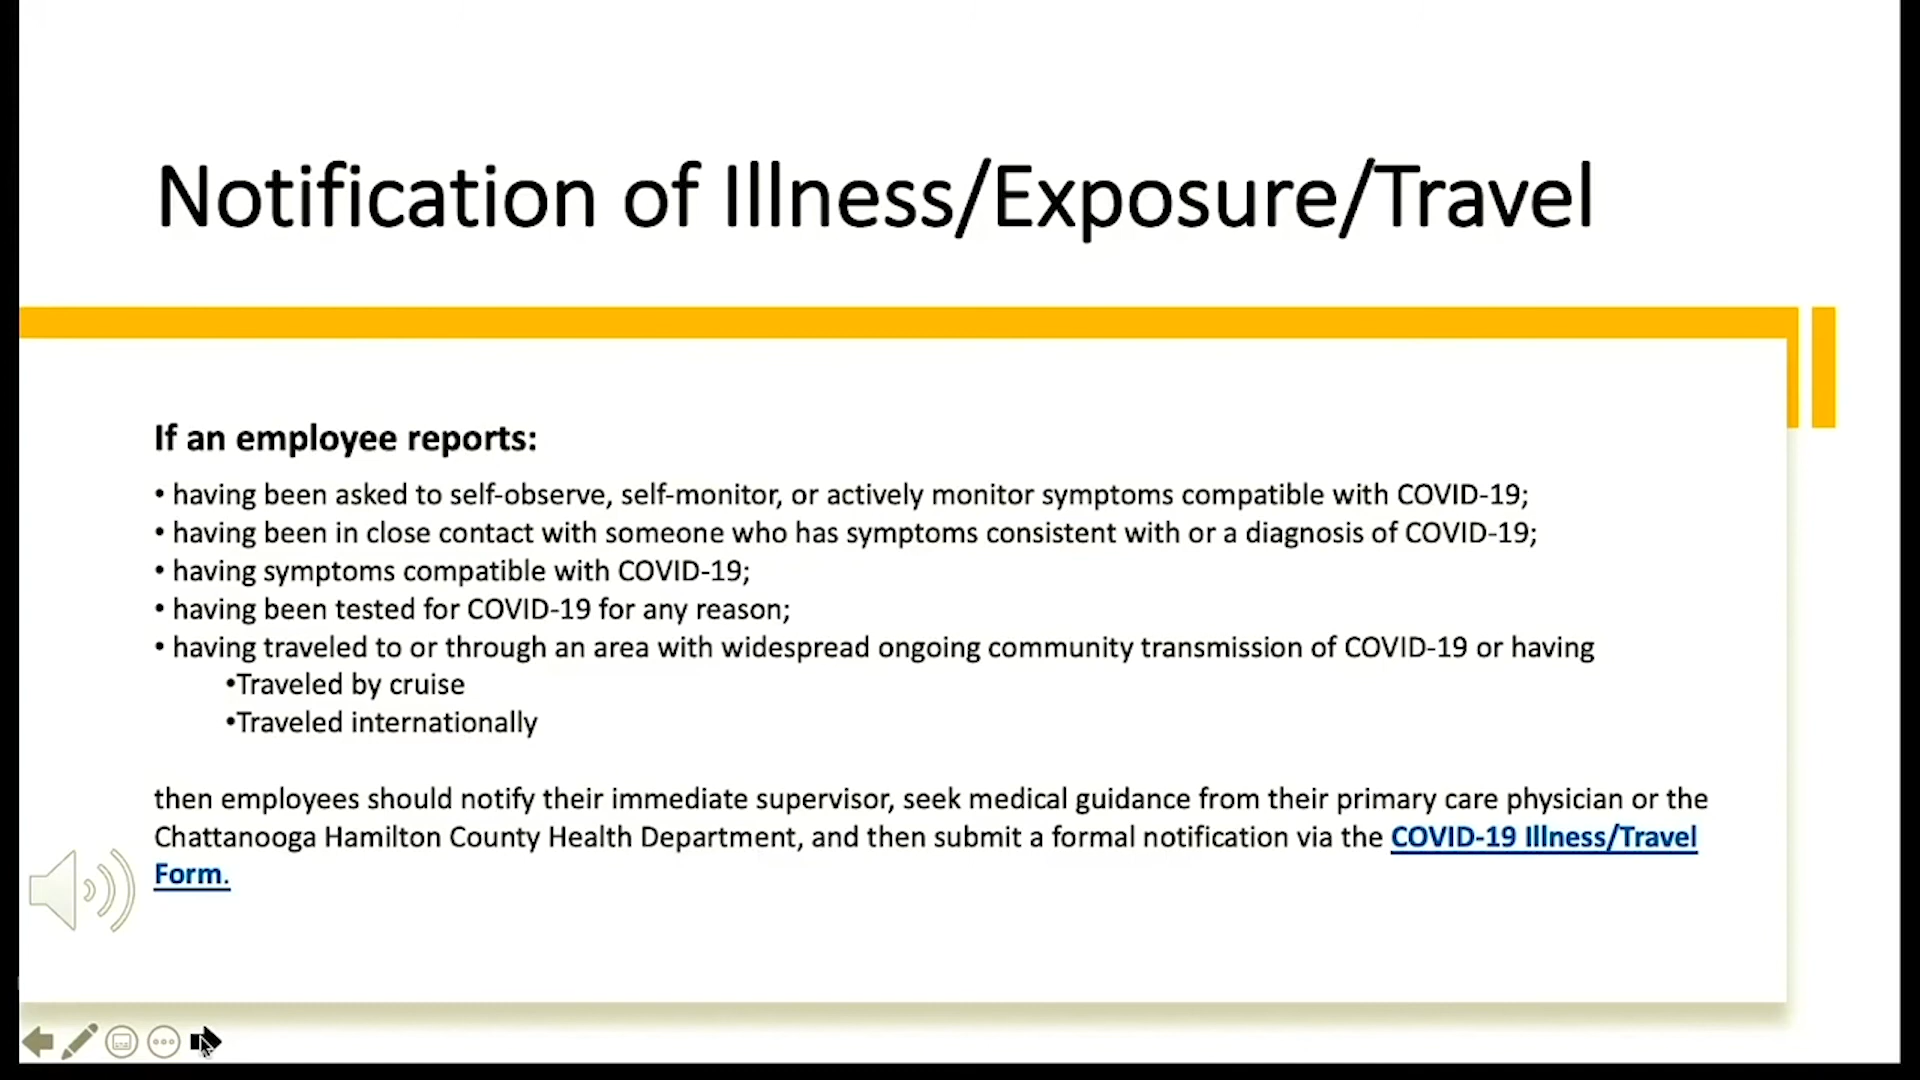 Notification of Illness/Exposure/Travel
If an employee reports:
• having been asked to self-observe, self-monitor, or actively monitor symptoms compatible with COVID-19;
• having been in close contact with someone who has symptoms consistent with or a diagnosis of COVID-19;
• having symptoms compatible with COVID-19;
• having been tested for COVID-19 for any reason;
• having traveled to or through an area with widespread ongoing community transmission of COVID-19 or having
•Traveled by cruise
•Traveled internationally
then employees should notify their immediate supervisor, seek medical guidance from their primary care physician or the
Chattanooga Hamilton County Health Department, and then submit a formal notification via the COVID-19 Illness/Travel
Form.